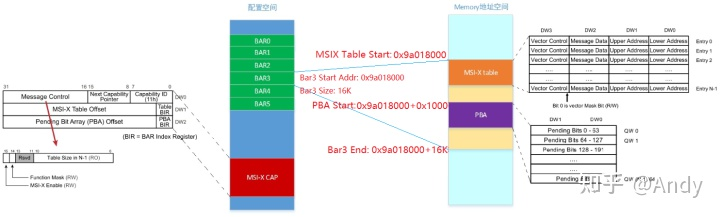 配置空间
Memory地址空间
BAR0
BAR1
BAR2
BAR3
BAR4
BAR5
MSI-X CAP
MSIX Table Start: 0x9a018000
Bar3 Start Addr: 0x9a018000
Bar3 Size: 16K
PBA Start:0x9a018000+0x1000
Bar3 End: 0x9a018000+16K
MSI-X table
PBA
31 16 15 8 7 0
Message Control Next Capability Pointer Capability ID (11h) DW0
MSI-X Table Offset Table BIR
Pending Bit Array (PBA) Offset PBA BIR DW2
(BIR = BAR Index Register)
Rsvd Table Size in N-1 (RO)
Function Mask (RW)
MSI-X Enable (RW)
DW3 DW2 DW1 DW0
Vector Control Message Data Upper Address Lower Address Entry 0
Vector Control Message Data Upper Address Lower Address Entry 1
Vector Control Message Data Upper Address Lower Address Entry 2
.... .... .... ....
Vector Control Message Data Upper Address Lower Address Entry N-1
Bit 0 is vector Mask Bit (R/W)
DW1 DW0
Pending Bits 0 - 63 QW 0
Pending Bits 64 - 127 QW 1
Pending Bits 128 - 191
....
知乎 @Andy